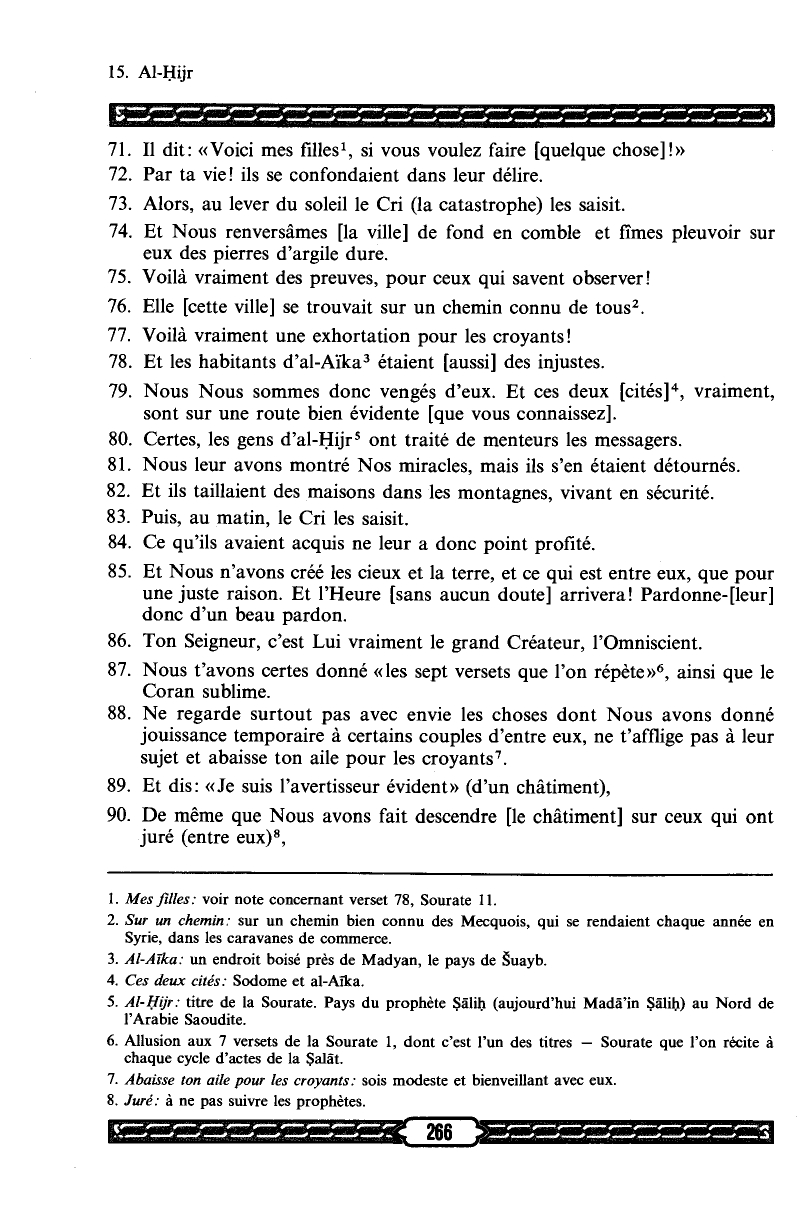 15. Al-Ḥijr
71. Il dit: «Voici mes filles¹, si vous voulez faire [quelque chose]!»
72. Par ta vie! ils se confondaient dans leur délire.
73. Alors, au lever du soleil le Cri (la catastrophe) les saisit.
74. Et Nous renversâmes [la ville] de fond en comble et fîmes pleuvoir sur
eux des pierres d'argile dure.
75. Voilà vraiment des preuves, pour ceux qui savent observer!
76. Elle [cette ville] se trouvait sur un chemin connu de tous².
77. Voilà vraiment une exhortation pour les croyants!
78. Et les habitants d'al-Aïka³ étaient [aussi] des injustes.
79. Nous Nous sommes donc vengés d'eux. Et ces deux [cités]⁴, vraiment,
sont sur une route bien évidente [que vous connaissez].
80. Certes, les gens d'al-Ḥijr⁵ ont traité de menteurs les messagers.
81. Nous leur avons montré Nos miracles, mais ils s'en étaient détournés.
82. Et ils taillaient des maisons dans les montagnes, vivant en sécurité.
83. Puis, au matin, le Cri les saisit.
84. Ce qu'ils avaient acquis ne leur a donc point profité.
85. Et Nous n'avons créé les cieux et la terre, et ce qui est entre eux, que pour
une juste raison. Et l'Heure [sans aucun doute] arrivera! Pardonne-[leur]
donc d'un beau pardon.
86. Ton Seigneur, c'est Lui vraiment le grand Créateur, l'Omniscient.
87. Nous t'avons certes donné «les sept versets que l'on répète»⁶, ainsi que le
Coran sublime.
88. Ne regarde surtout pas avec envie les choses dont Nous avons donné
jouissance temporaire à certains couples d'entre eux, ne t'afflige pas à leur
sujet et abaisse ton aile pour les croyants⁷.
89. Et dis: «Je suis l'avertisseur évident» (d'un châtiment),
90. De même que Nous avons fait descendre [le châtiment] sur ceux qui ont
juré (entre eux)⁸,
1. Mes filles: voir note concernant verset 78, Sourate 11.
2. Sur un chemin: sur un chemin bien connu des Mecquois, qui se rendaient chaque année en
Syrie, dans les caravanes de commerce.
3. Al-Aïka: un endroit boisé près de Madyan, le pays de Šuayb.
4. Ces deux cités: Sodome et al-Aïka.
5. Al-Ḥijr: titre de la Sourate. Pays du prophète Ṣāliḥ (aujourd'hui Madā'in Ṣāliḥ) au Nord de
l'Arabie Saoudite.
6. Allusion aux 7 versets de la Sourate 1, dont c'est l'un des titres — Sourate que l'on récite à
chaque cycle d'actes de la Ṣalāt.
7. Abaisse ton aile pour les croyants: sois modeste et bienveillant avec eux.
8. Juré: à ne pas suivre les prophètes.
266